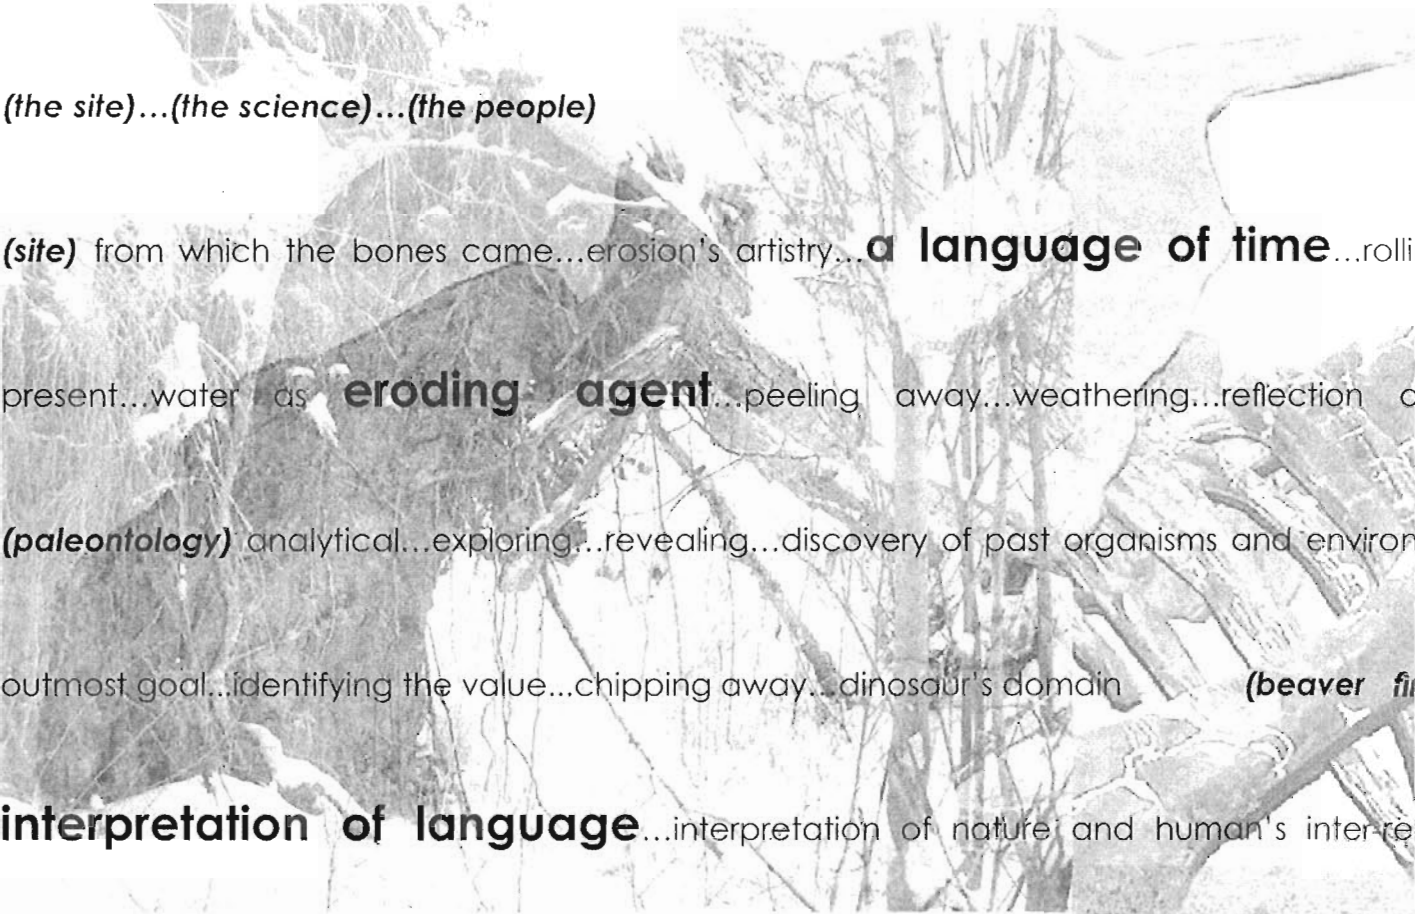 (the site)...(the science)...(the people)
(site) from which the bones came...erosion's artistry...a language of time...rolli
present...water as eroding agent...peeling away...weathering...reflection
(paleontology) analytical...exploring...revealing...discovery of past organisms and environ
outmost goal...identifying the value...chipping away...dinosaur's domain (beaver
interpretation of language...interpretation of nature and human's inter-re